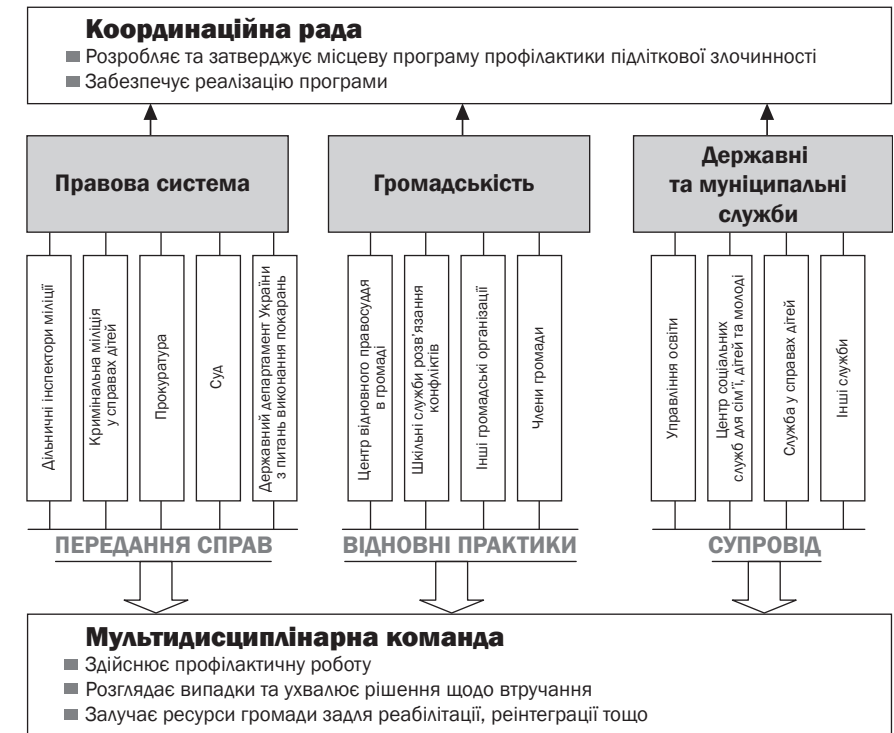 Координаційна рада
Розробляє та затверджує місцеву програму профілактики підліткової злочинності
Забезпечує реалізацію програми
Правова система
Громадськість
Державні
та муніципальні
служби
Дільничні інспектори міліції
Кримінальна міліція
у справах дітей
Прокуратура
Суд
Державний департамент України
з питань виконання покарань
Центр відновного правосуддя
в громаді
Шкільні служби розв’язання
конфліктів
Інші громадські організації
Члени громади
Управління освіти
Центр соціальних
служб для сім’ї, дітей та молоді
Служба у справах дітей
Інші служби
ПЕРЕДАННЯ СПРАВ
ВІДНОВНІ ПРАКТИКИ
СУПРОВІД
Мультидисциплінарна команда
Здійснює профілактичну роботу
Розглядає випадки та ухвалює рішення щодо втручання
Залучає ресурси громади задля реабілітації, реінтеграції тощо